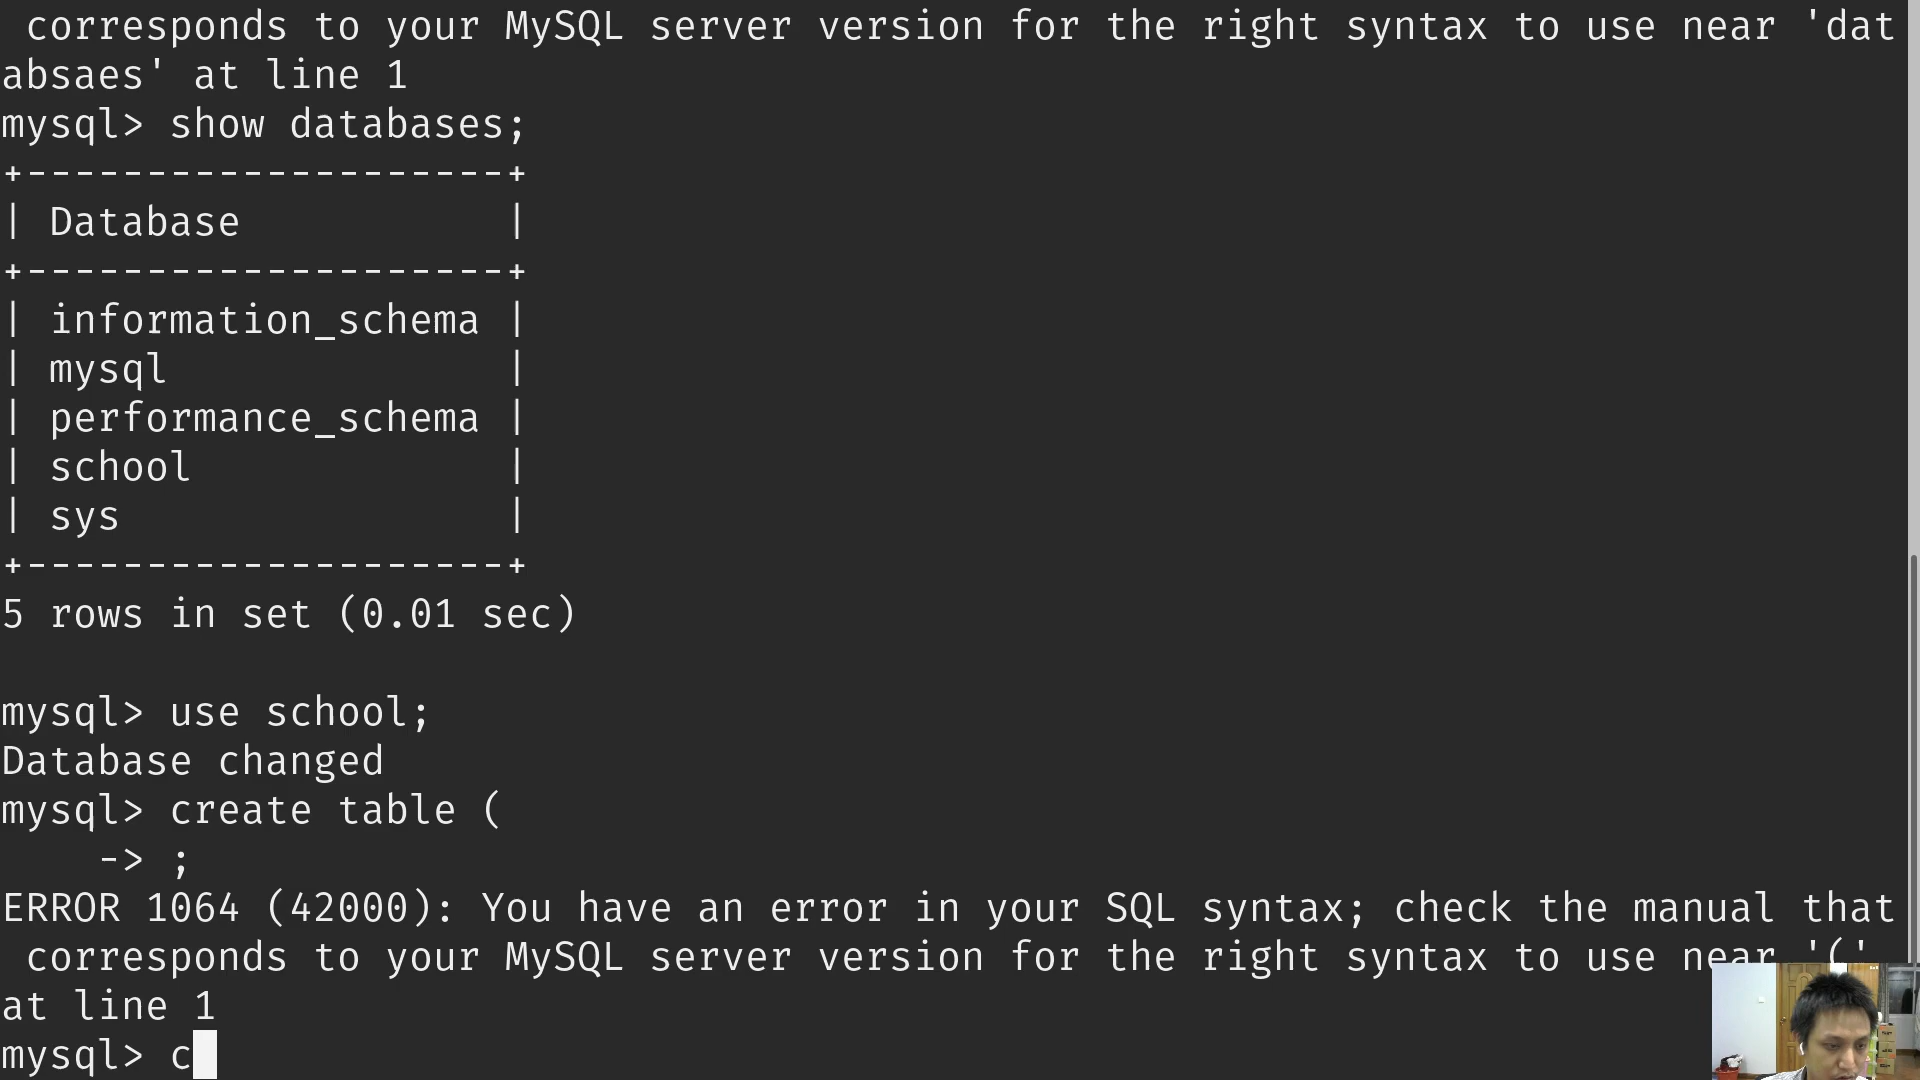 corresponds to your MySQL server version for the right syntax to use near 'dat
absaes' at line 1
mysql> show databases;
+--------------------+
| Database           |
+--------------------+
| information_schema |
| mysql              |
| performance_schema |
| school             |
| sys                |
+--------------------+
5 rows in set (0.01 sec)
mysql> use school;
Database changed
mysql> create table (
    -> ;
ERROR 1064 (42000): You have an error in your SQL syntax; check the manual that
corresponds to your MySQL server version for the right syntax to use near '('
at line 1
mysql> c